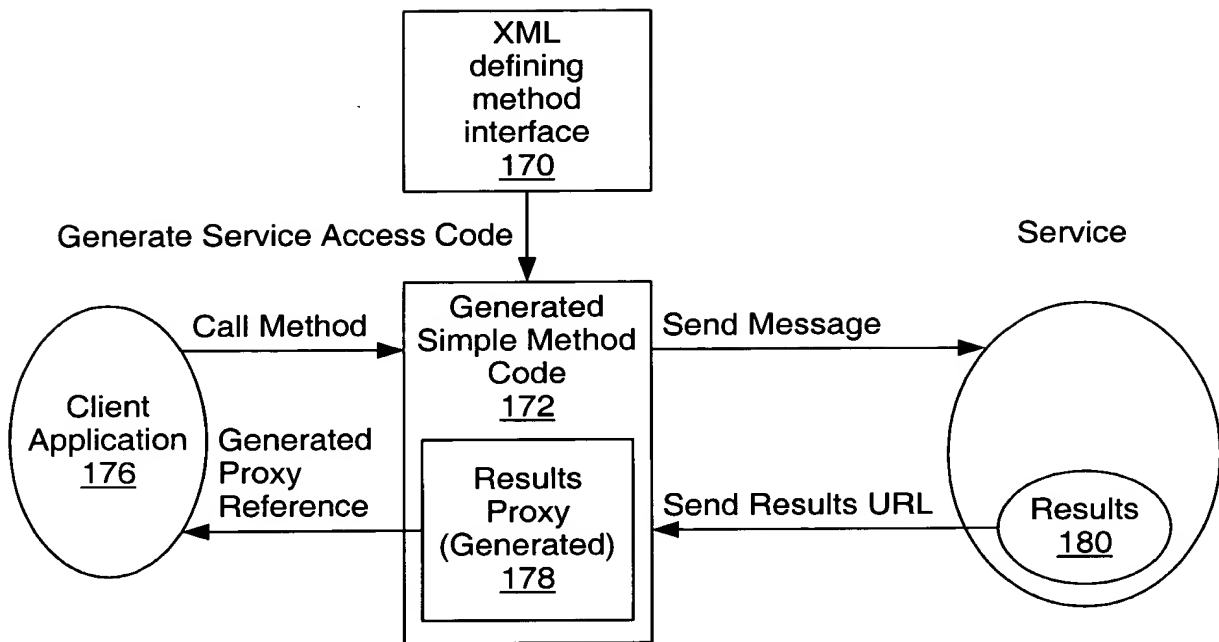 XML
defining
method
interface
170
Generate Service Access Code
Service
Call Method
Generated
Simple Method
Code
172
Send Message
Client
Application
176
Generated
Proxy
Reference
Results
Proxy
(Generated)
178
Send Results URL
Results
180